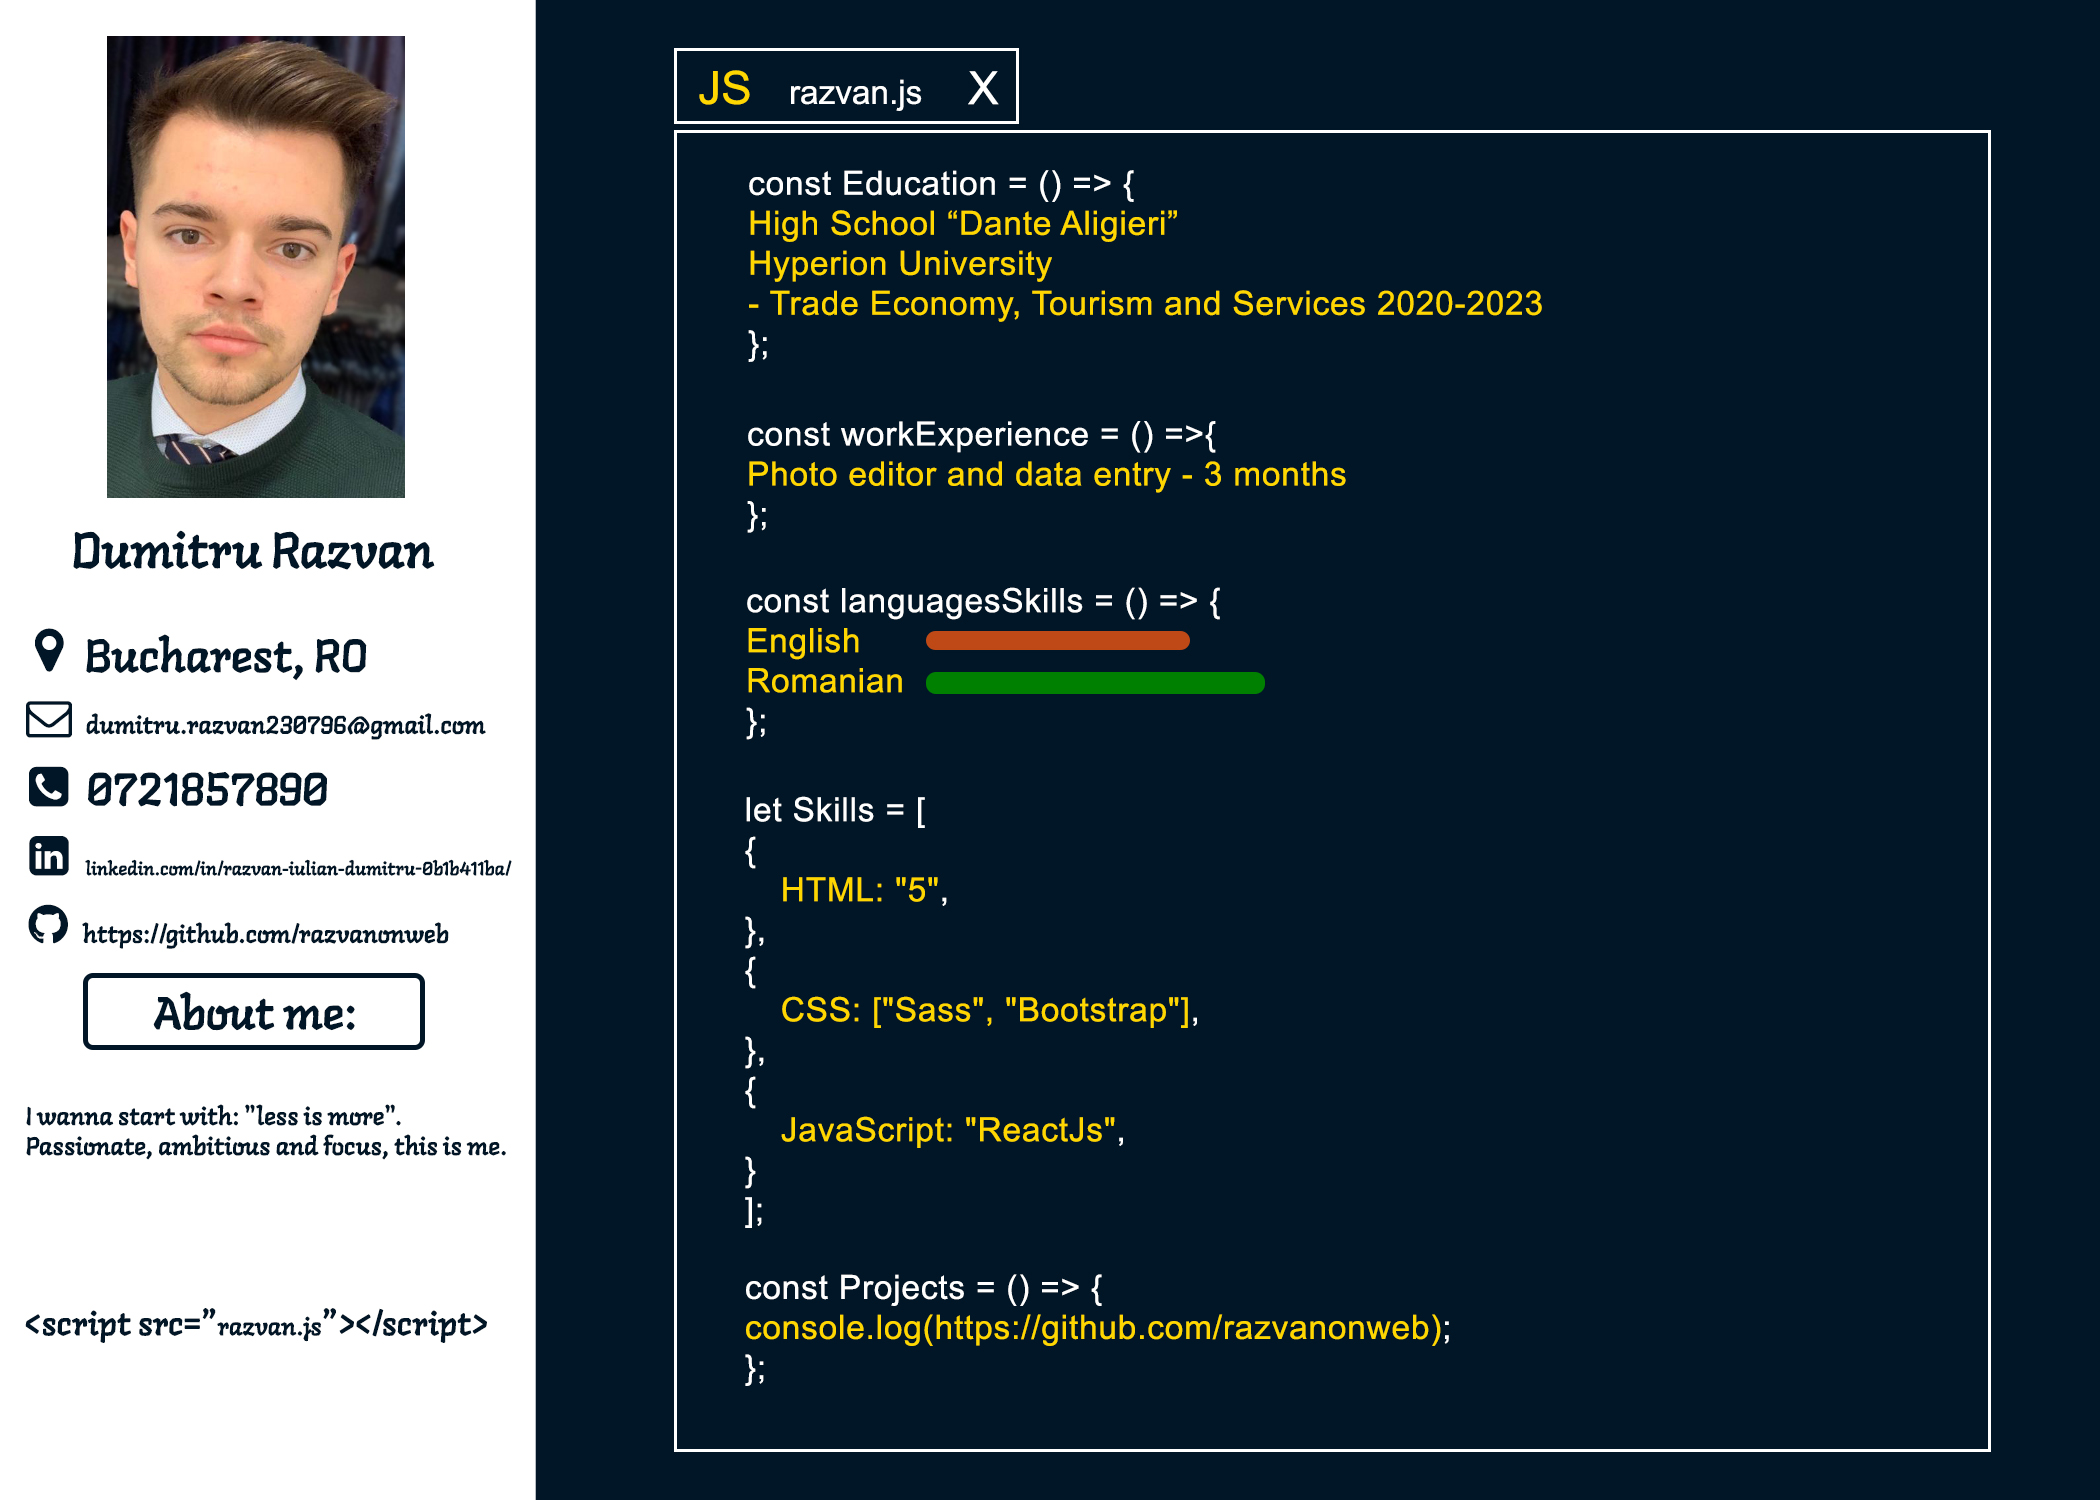 Dumitru Razvan
Bucharest, RO
dumitru.razvan230796@gmail.com
0721857890
in
linkedin.com/in/razvan-iulian-dumitru-0b1b411ba/
https://github.com/razvanonweb
About me:
I wanna start with: "less is more".
Passionate, ambitious and focus, this is me.
<script src="razvan.js"></script>
JS razvan.js X
const Education = () => {
High School “Dante Aligieri”
Hyperion University
- Trade Economy, Tourism and Services 2020-2023
};
const workExperience = () =>{
Photo editor and data entry - 3 months
};
const languagesSkills = () => {
English
Romanian
};
let Skills = [
{
HTML: "5",
},
{
CSS: ["Sass", "Bootstrap"],
},
{
JavaScript: "ReactJs",
}
];
const Projects = () => {
console.log(https://github.com/razvanonweb);
};